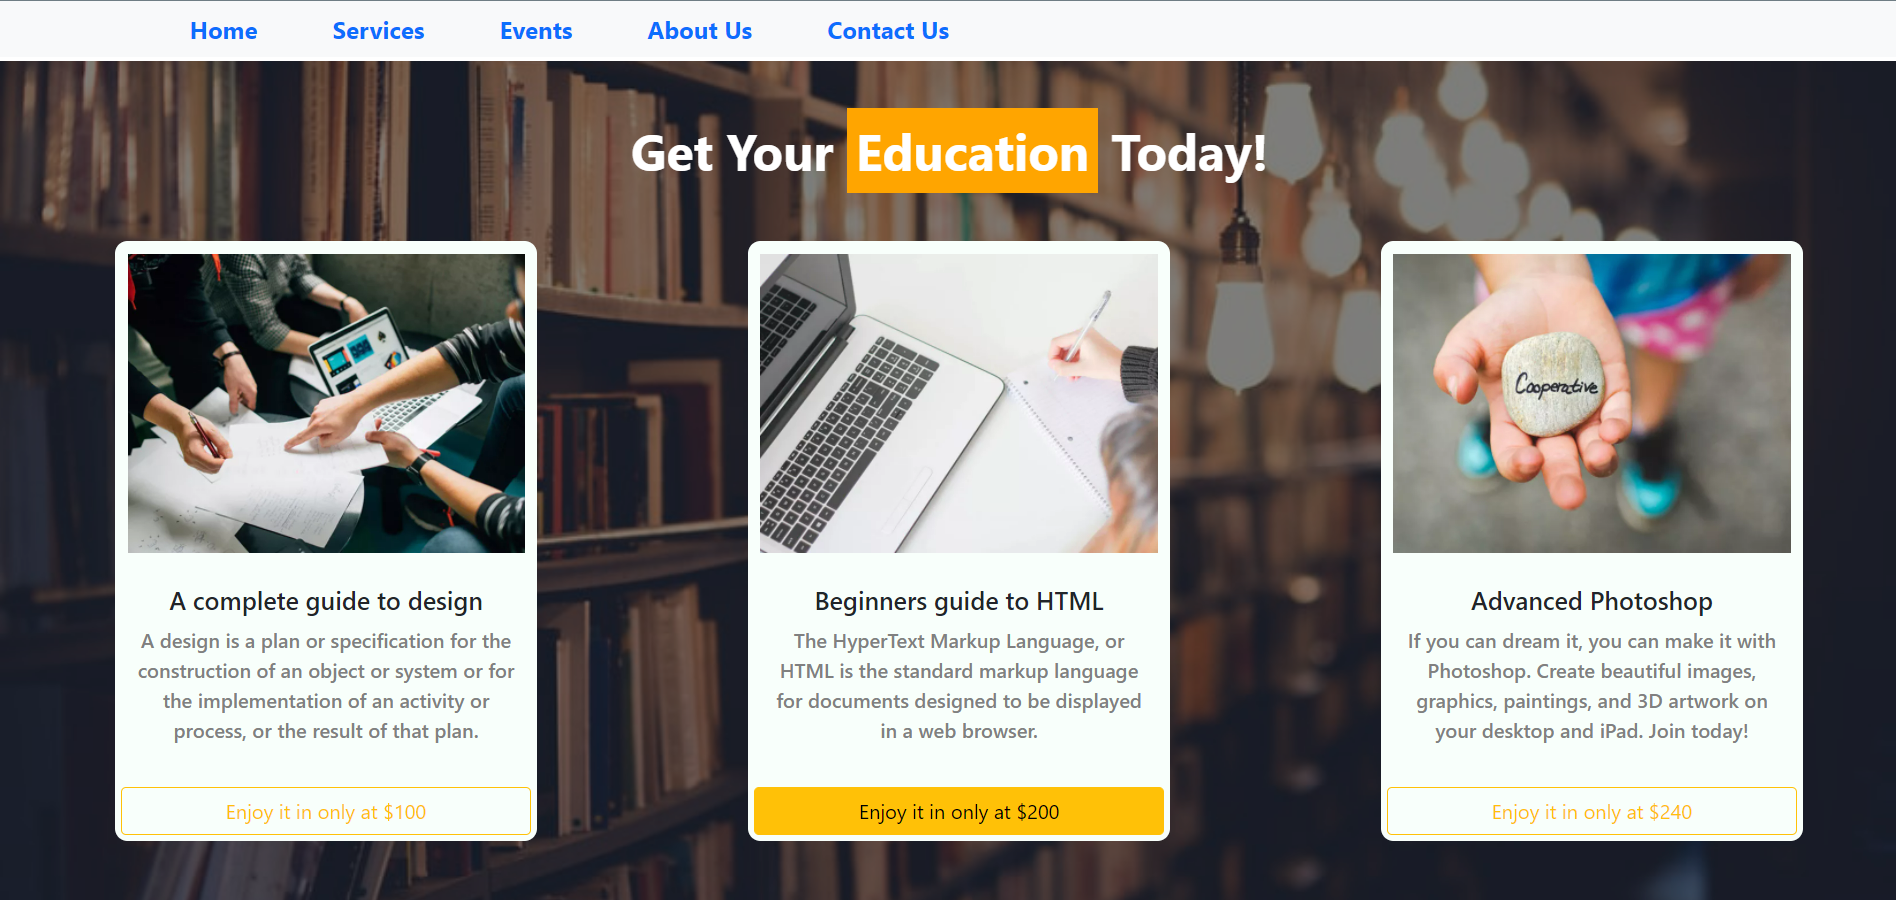 Home Services Events About Us Contact Us
Get Your Education Today!
Cooperative
A complete guide to design
A design is a plan or specification for the
construction of an object or system or for
the implementation of an activity or
process, or the result of that plan.
Enjoy it in only at $100
Beginners guide to HTML
The HyperText Markup Language, or
HTML is the standard markup language
for documents designed to be displayed
in a web browser.
Enjoy it in only at $200
Advanced Photoshop
If you can dream it, you can make it with
Photoshop. Create beautiful images,
graphics, paintings, and 3D artwork on
your desktop and iPad. Join today!
Enjoy it in only at $240